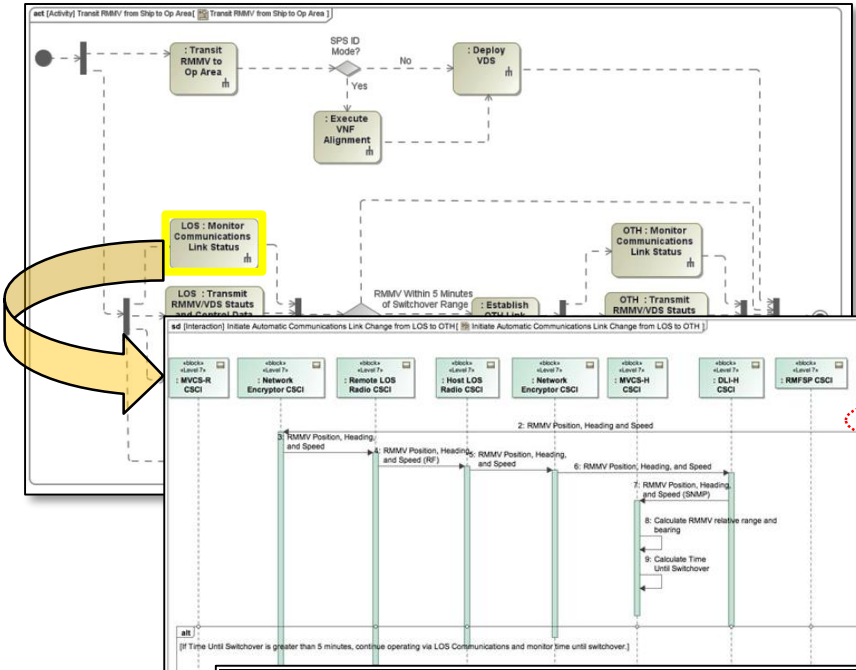 act [Activity] Transit RMMV from Ship to Op Area[ Transit RMMV from Ship to Op Area ]
: Transit
RMMV to
Op Area
SPS ID
Mode?
No
Yes
: Deploy
VDS
: Execute
VNF
Alignment
LOS : Monitor
Communications
Link Status
OTH : Monitor
Communications
Link Status
LOS : Transmit
RMMV/VDS Stauts
and Control Data
RMMV Within 5 Minutes
of Switchover Range
: Establish
OTH Link
OTH : Transmit
RMMV/VDS Stauts
sd [Interaction] Initiate Automatic Communications Link Change from LOS to OTH[ Initiate Automatic Communications Link Change from LOS to OTH ]
«block»
«Level 7»
: MVCS-R
CSCI
«block»
«Level 7»
: Network
Encryptor CSCI
«block»
«Level 7»
: Remote LOS
Radio CSCI
«block»
«Level 7»
: Host LOS
Radio CSCI
«block»
«Level 7»
: Network
Encryptor CSCI
«block»
«Level 7»
: MVCS-H
CSCI
«block»
«Level 7»
: DLI-H
CSCI
«block»
«Level 7»
: RMFSP CSCI
2: RMMV Position, Heading and Speed
3: RMMV Position, Heading,
and Speed
4: RMMV Position, Heading,
and Speed (RF)
5: RMMV Position, Heading,
and Speed
6: RMMV Position, Heading, and Speed
7: RMMV Position, Heading,
and Speed (SNMP)
8: Calculate RMMV relative range and
bearing
9: Calculate Time
Until Switchover
alt
[If Time Until Switchover is greater than 5 minutes, continue operating via LOS Communications and monitor time until switchover.]